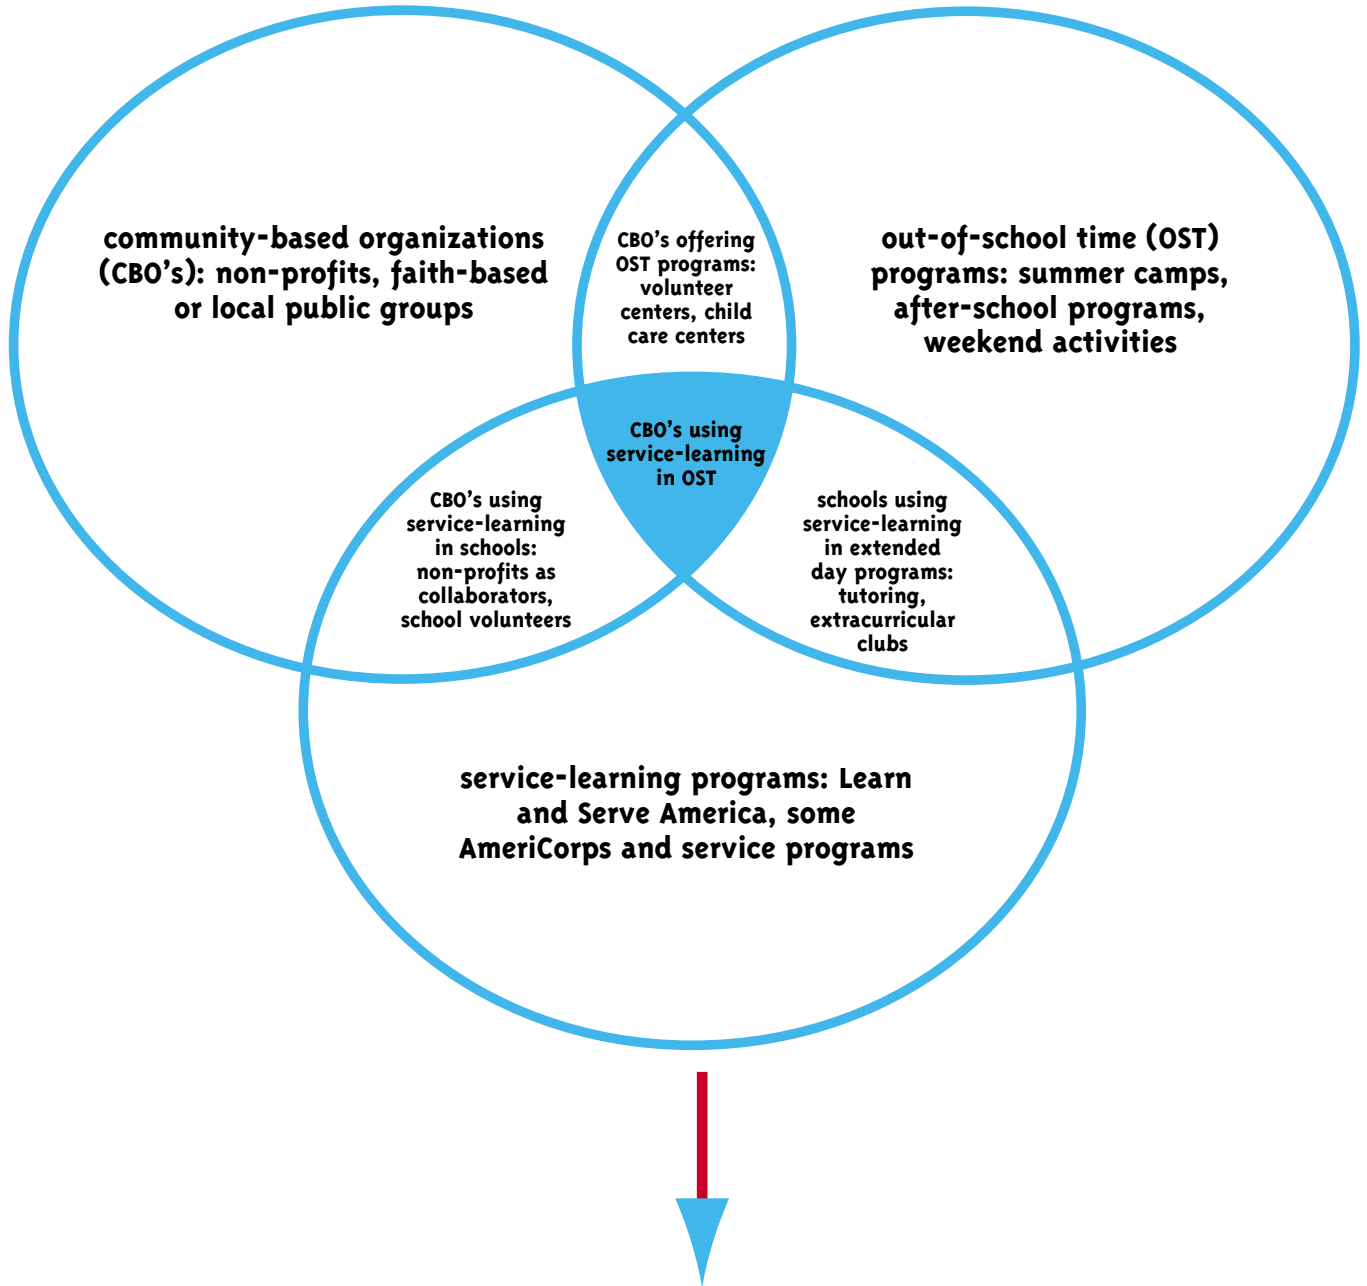 community-based organizations
(CBO's): non-profits, faith-based
or local public groups
CBO's offering
OST programs:
volunteer
centers, child
care centers
out-of-school time (OST)
programs: summer camps,
after-school programs,
weekend activities
CBO's using
service-learning
in OST
CBO's using
service-learning
in schools:
non-profits as
collaborators,
school volunteers
schools using
service-learning
in extended
day programs:
tutoring,
extracurricular
clubs
service-learning programs: Learn
and Serve America, some
AmeriCorps and service programs